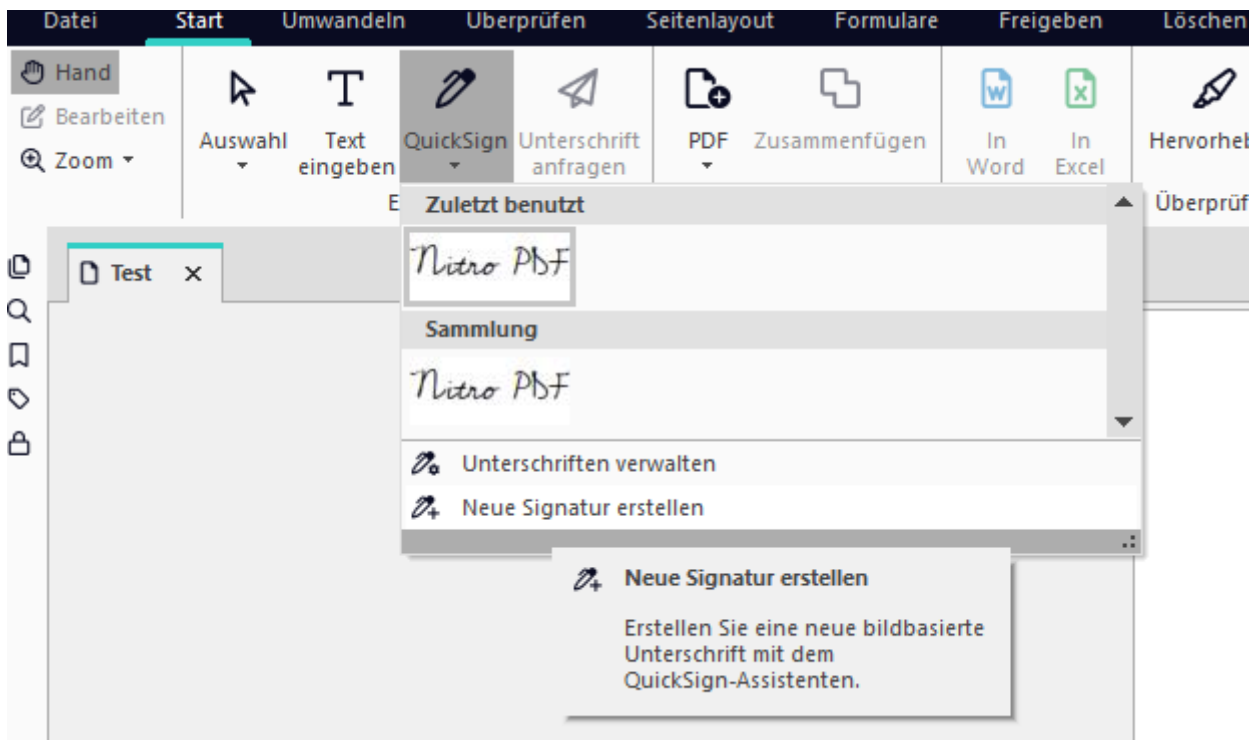 Datei Start Umwandeln Überprüfen Seitenlayout Formulare Freigeben Löschen
Hand
Bearbeiten
Zoom
Auswahl
Text
eingeben
QuickSign
Unterschrift
anfragen
PDF
Zusammenfügen
In
Word
In
Excel
Hervorheb
E
Überprüf
Zuletzt benutzt
Nitro PDF
Sammlung
Nitro PDF
Unterschriften verwalten
Neue Signatur erstellen
Test
Neue Signatur erstellen
Erstellen Sie eine neue bildbasierte
Unterschrift mit dem
QuickSign-Assistenten.